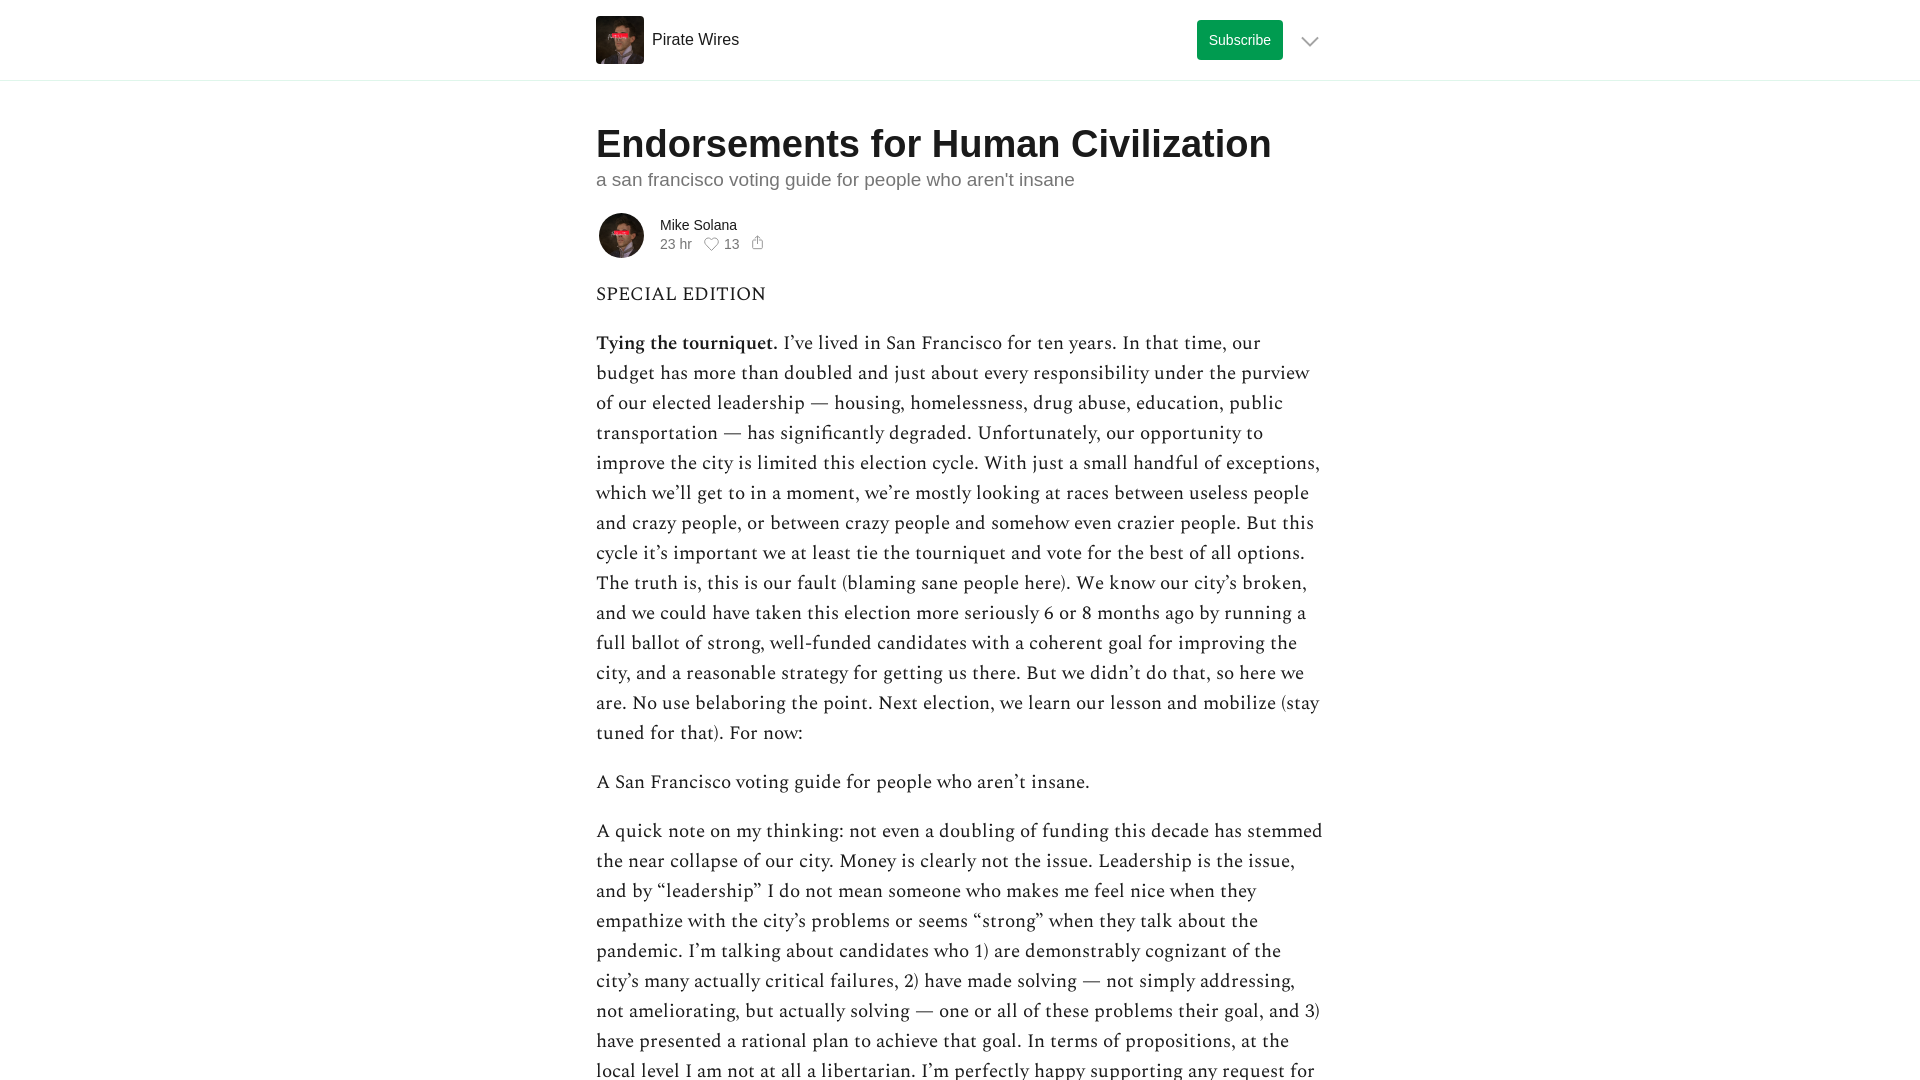 Pirate Wires
Subscribe
Endorsements for Human Civilization
a san francisco voting guide for people who aren't insane
Mike Solana
23 hr 13
SPECIAL EDITION
Tying the tourniquet. I’ve lived in San Francisco for ten years. In that time, our
budget has more than doubled and just about every responsibility under the purview
of our elected leadership — housing, homelessness, drug abuse, education, public
transportation — has significantly degraded. Unfortunately, our opportunity to
improve the city is limited this election cycle. With just a small handful of exceptions,
which we’ll get to in a moment, we’re mostly looking at races between useless people
and crazy people, or between crazy people and somehow even crazier people. But this
cycle it’s important we at least tie the tourniquet and vote for the best of all options.
The truth is, this is our fault (blaming sane people here). We know our city’s broken,
and we could have taken this election more seriously 6 or 8 months ago by running a
full ballot of strong, well-funded candidates with a coherent goal for improving the
city, and a reasonable strategy for getting us there. But we didn’t do that, so here we
are. No use belaboring the point. Next election, we learn our lesson and mobilize (stay
tuned for that). For now:
A San Francisco voting guide for people who aren’t insane.
A quick note on my thinking: not even a doubling of funding this decade has stemmed
the near collapse of our city. Money is clearly not the issue. Leadership is the issue,
and by “leadership” I do not mean someone who makes me feel nice when they
empathize with the city’s problems or seems “strong” when they talk about the
pandemic. I’m talking about candidates who 1) are demonstrably cognizant of the
city’s many actually critical failures, 2) have made solving — not simply addressing,
not ameliorating, but actually solving — one or all of these problems their goal, and 3)
have presented a rational plan to achieve that goal. In terms of propositions, at the
local level I am not at all a libertarian. I’m perfectly happy supporting any request for